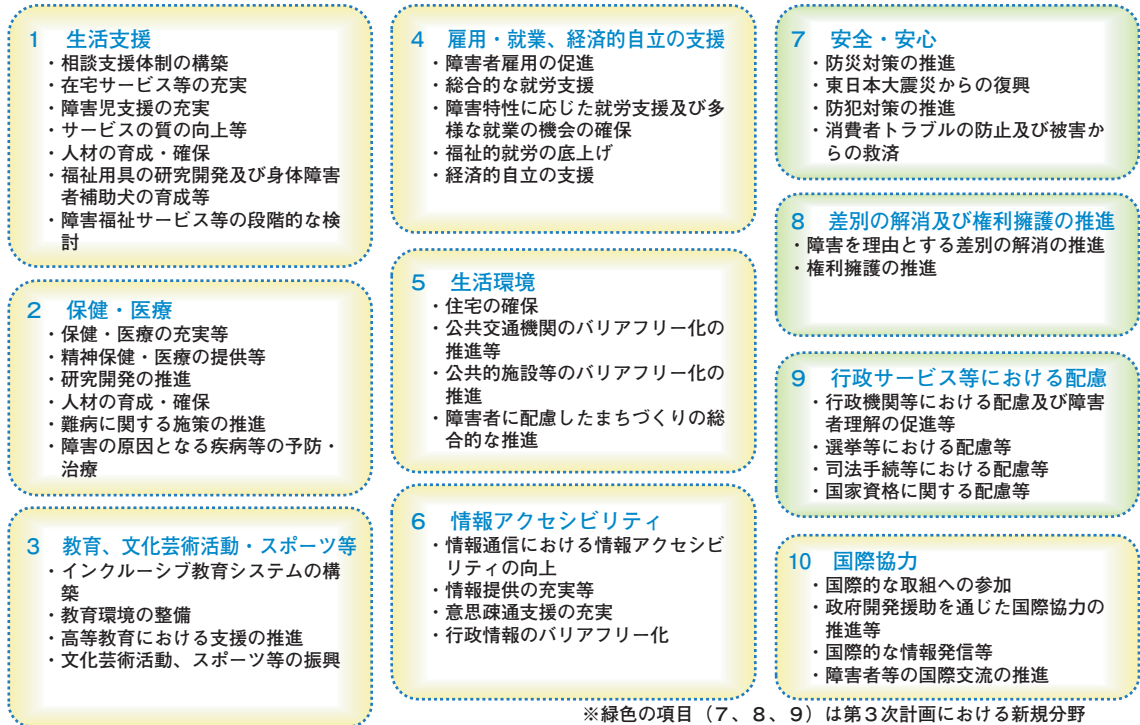 1 生活支援
・相談支援体制の構築
・在宅サービス等の充実
・障害児支援の充実
・サービスの質の向上等
・人材の育成・確保
・福祉用具の研究開発及び身体障害
者補助犬の育成等
・障害福祉サービス等の段階的な検
討
2 保健・医療
・保健・医療の充実等
・精神保健・医療の提供等
・研究開発の推進
・人材の育成・確保
・難病に関する施策の推進
・障害の原因となる疾病等の予防・
治療
3 教育、文化芸術活動・スポーツ等
・インクルーシブ教育システムの構
築
・教育環境の整備
・高等教育における支援の推進
・文化芸術活動、スポーツ等の振興
4 雇用・就業、経済的自立の支援
・障害者雇用の促進
・総合的な就労支援
・障害特性に応じた就労支援及び多
様な就業の機会の確保
・福祉的就労の底上げ
・経済的自立の支援
5 生活環境
・住宅の確保
・公共交通機関のバリアフリー化の
推進等
・公共的施設等のバリアフリー化の
推進
・障害者に配慮したまちづくりの総
合的な推進
6 情報アクセシビリティ
・情報通信における情報アクセシビ
リティの向上
・情報提供の充実等
・意思疎通支援の充実
・行政情報のバリアフリー化
7 安全・安心
・防災対策の推進
・東日本大震災からの復興
・防犯対策の推進
・消費者トラブルの防止及び被害か
らの救済
8 差別の解消及び権利擁護の推進
・障害を理由とする差別の解消の推進
・権利擁護の推進
9 行政サービス等における配慮
・行政機関等における配慮及び障害
者理解の促進等
・選挙等における配慮等
・司法手続等における配慮等
・国家資格に関する配慮等
10 国際協力
・国際的な取組への参加
・政府開発援助を通じた国際協力の
推進等
・国際的な情報発信等
・障害者等の国際交流の推進
※緑色の項目（7、8、9）は第3次計画における新規分野